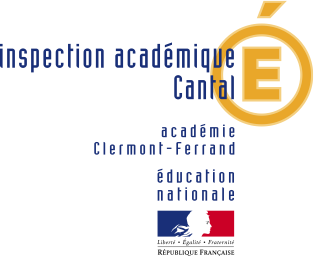 inspection académique
Cantal
É
académie
Clermont-Ferrand
éducation
nationale
Liberté • Égalité • Fraternité
RÉPUBLIQUE FRANÇAISE